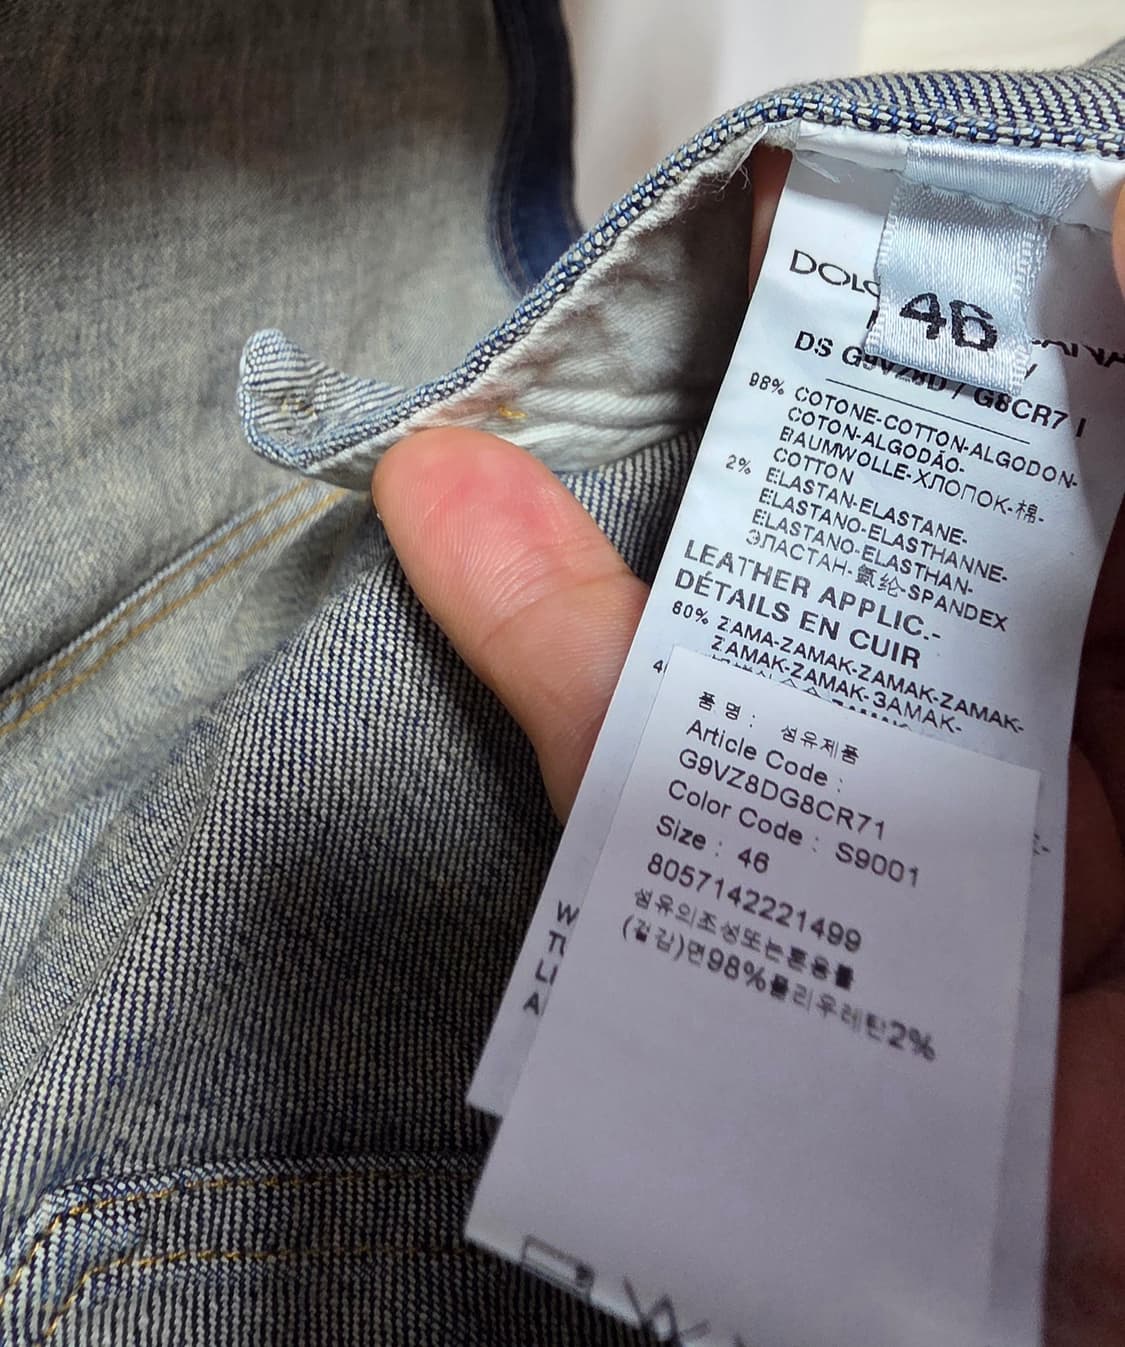 46
DS G9VZ8D / G8CR7 I
98% COTONE-COTTON-ALGODON-
COTON-ALGODÃO-
BAUMWOLLE-ХЛОПОК-棉-
COTTON
2% ELASTAN-ELASTANE-
ELASTANO-ELASTHANNE-
ELASTANO-ELASTHAN-
ЭЛАСТАН-氨纶-SPANDEX
LEATHER APPLIC.-
DÉTAILS EN CUIR
80% ZAMA-ZAMAK-ZAMAK-ZAMAK-
ZAMAK-ZAMAK-ЗАМАК-
품 명 : 섬유제품
Article Code :
G9VZ8DG8CR71
Color Code : S9001
Size : 46
8057142221499
섬유의조성또는혼용률
(겉감)면98%폴리우레탄2%